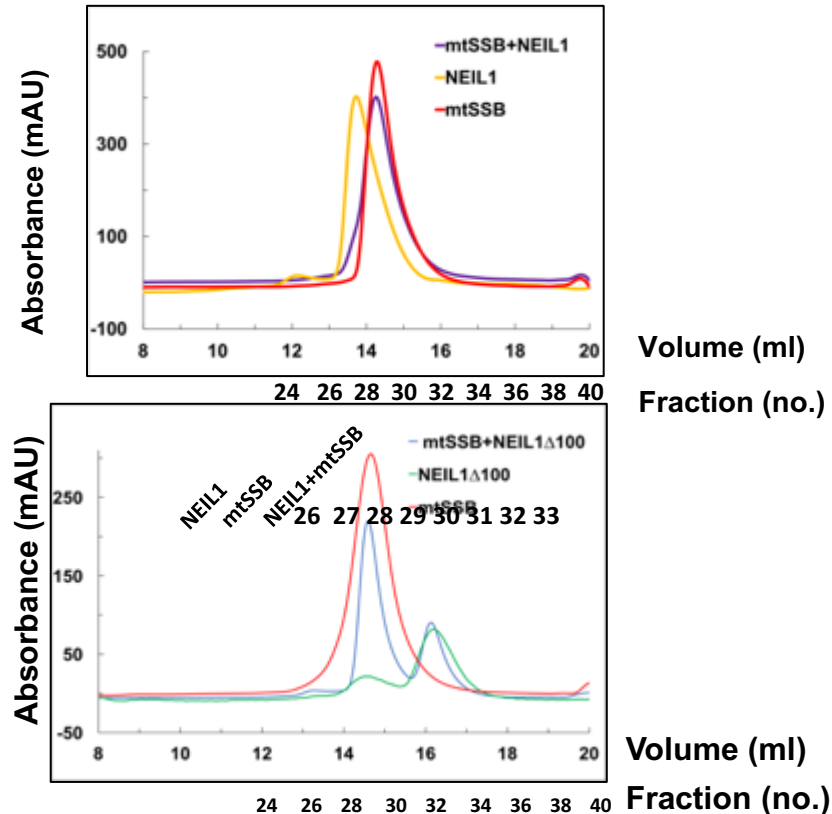 500
300
100
-100
Absorbance (mAU)
mtSSB+NEIL1
NEIL1
mtSSB
8 10 12 14 16 18 20
Volume (ml)
24 26 28 30 32 34 36 38 40
Fraction (no.)
250
150
50
-50
Absorbance (mAU)
mtSSB+NEIL1Δ100
NEIL1Δ100
mtSSB
NEIL1
mtSSB
NEIL1+mtSSB
26 27 28 29 30 31 32 33
8 10 12 14 16 18 20
Volume (ml)
24 26 28 30 32 34 36 38 40
Fraction (no.)